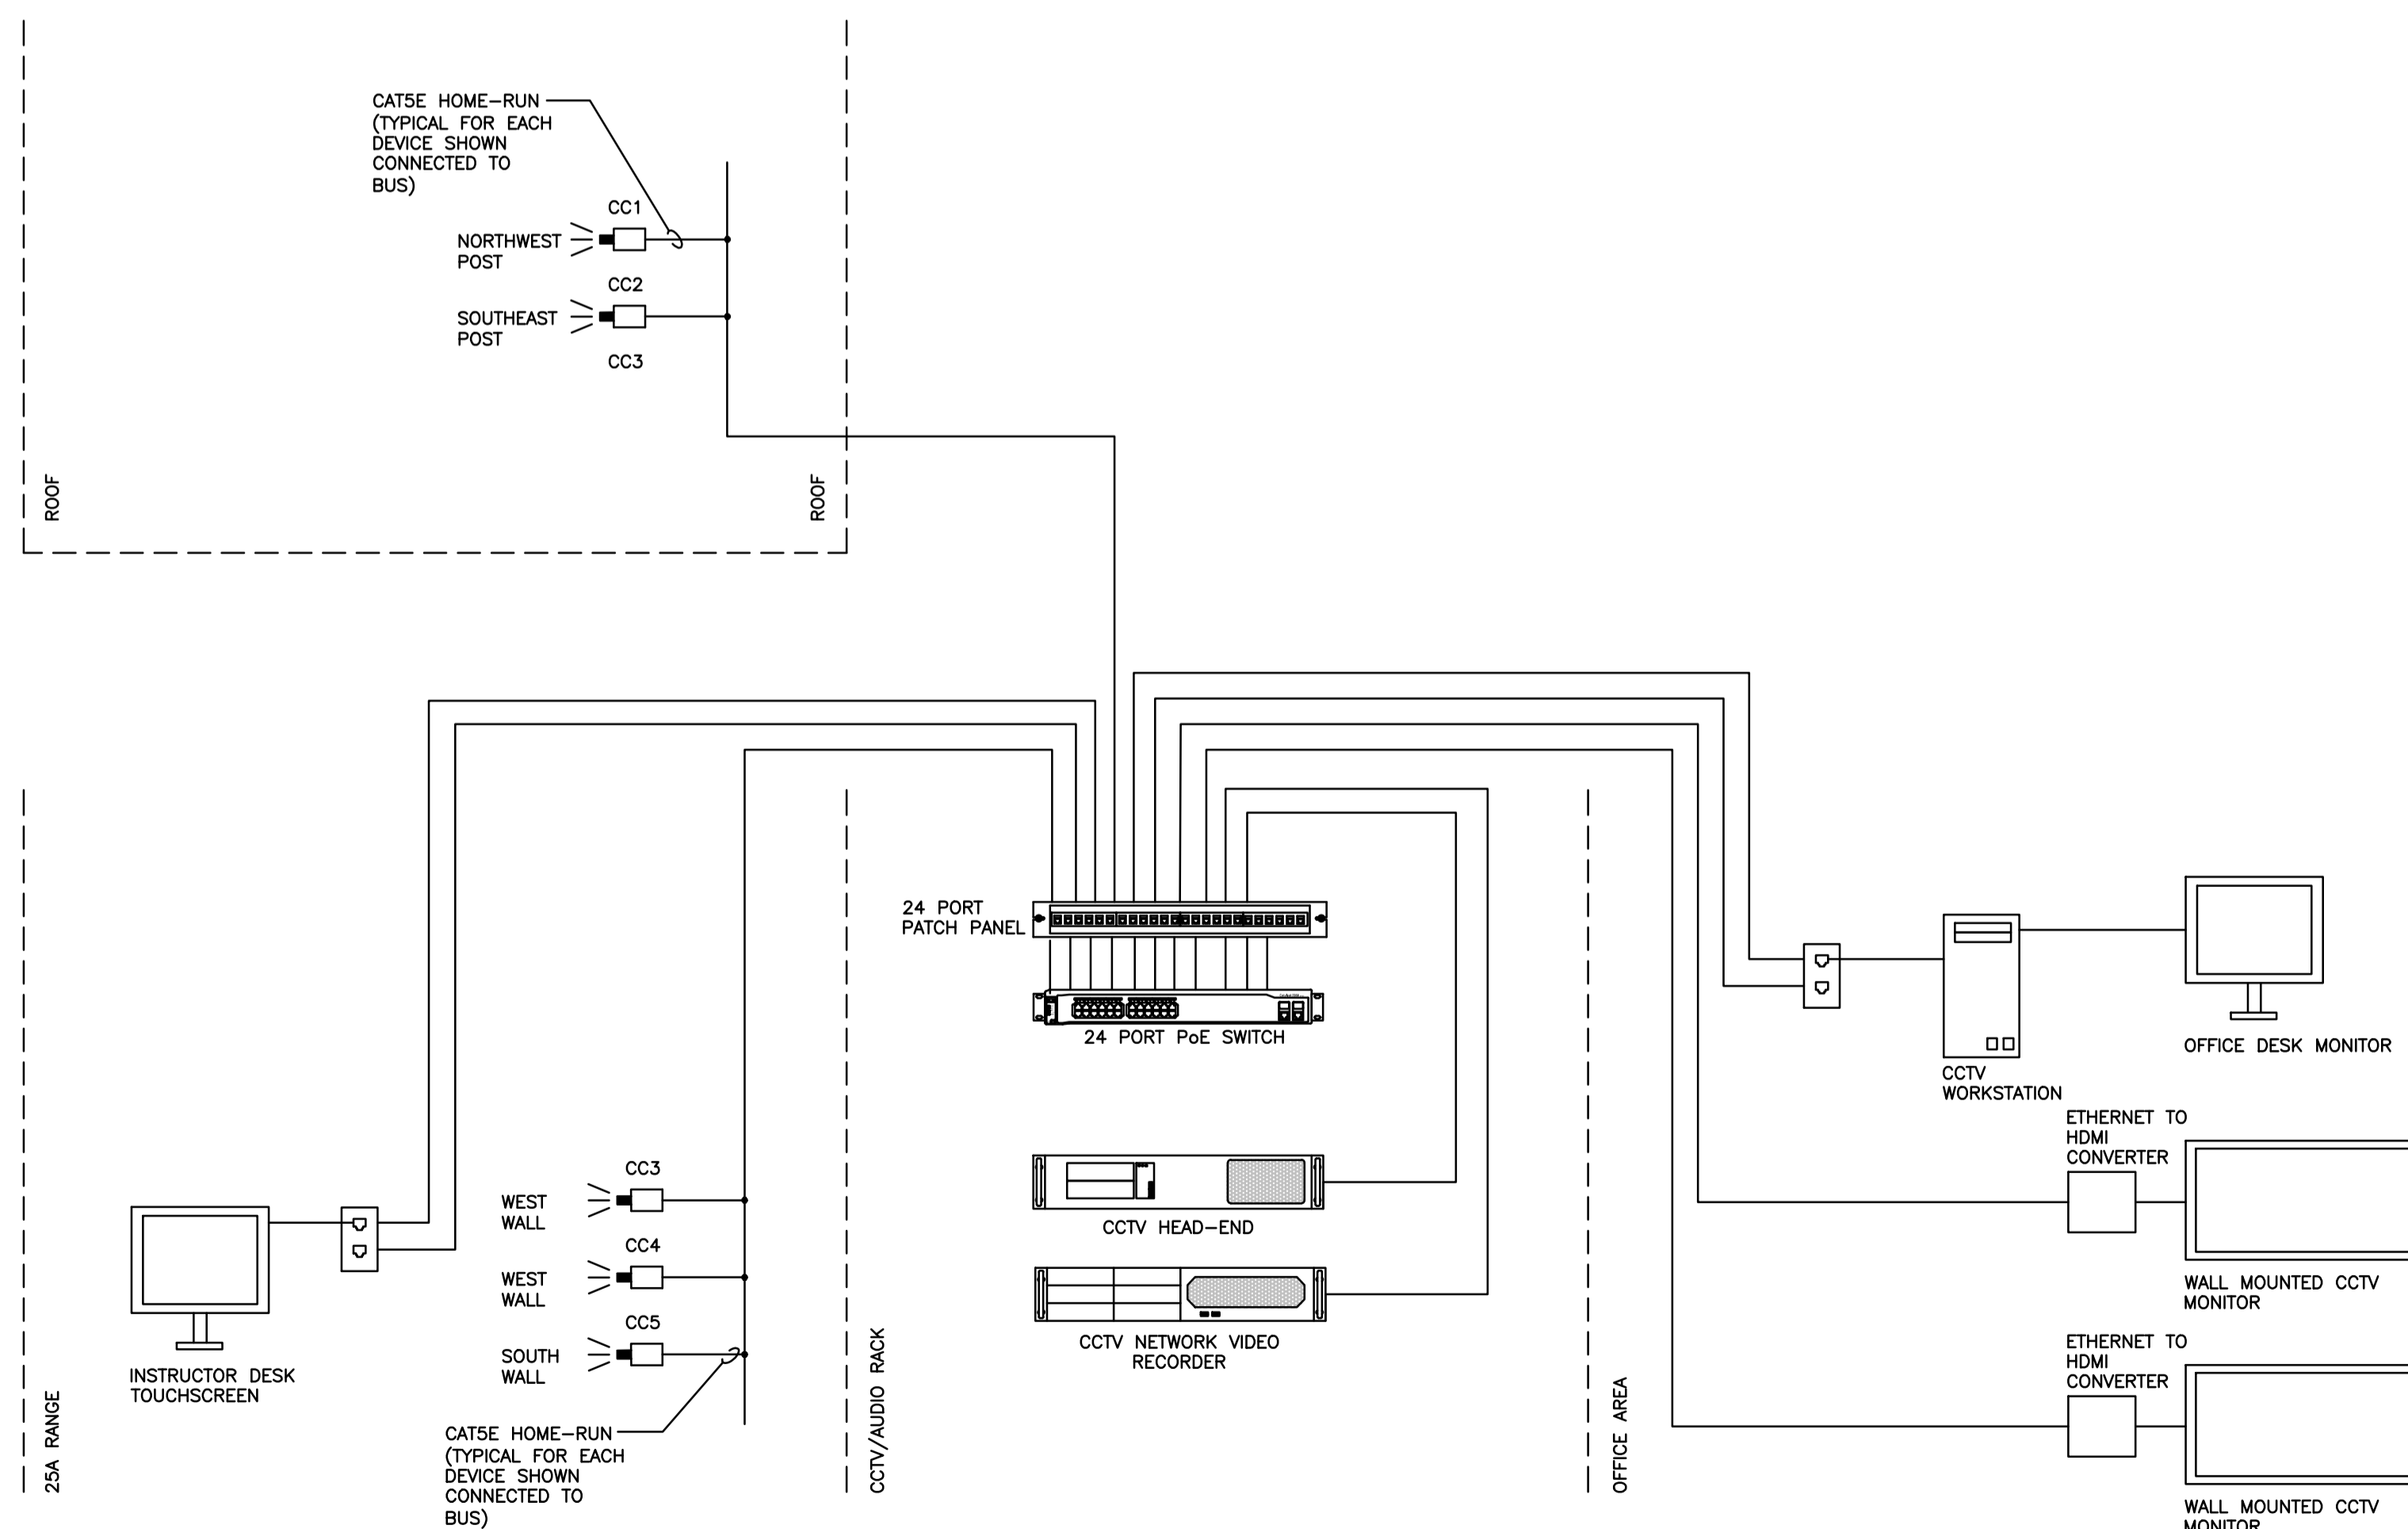 CAT5E HOME-RUN
(TYPICAL FOR EACH
DEVICE SHOWN
CONNECTED TO
BUS)
CC1
NORTHWEST
POST
CC2
SOUTHEAST
POST
CC3
ROOF
ROOF
24 PORT
PATCH PANEL
24 PORT PoE SWITCH
CCTV HEAD-END
CCTV NETWORK VIDEO
RECORDER
CCTV/AUDIO RACK
CC3
WEST
WALL
CC4
WEST
WALL
CC5
SOUTH
WALL
CAT5E HOME-RUN
(TYPICAL FOR EACH
DEVICE SHOWN
CONNECTED TO
BUS)
INSTRUCTOR DESK
TOUCHSCREEN
25A RANGE
OFFICE AREA
CCTV
WORKSTATION
OFFICE DESK MONITOR
ETHERNET TO
HDMI
CONVERTER
WALL MOUNTED CCTV
MONITOR
ETHERNET TO
HDMI
CONVERTER
WALL MOUNTED CCTV
MONITOR